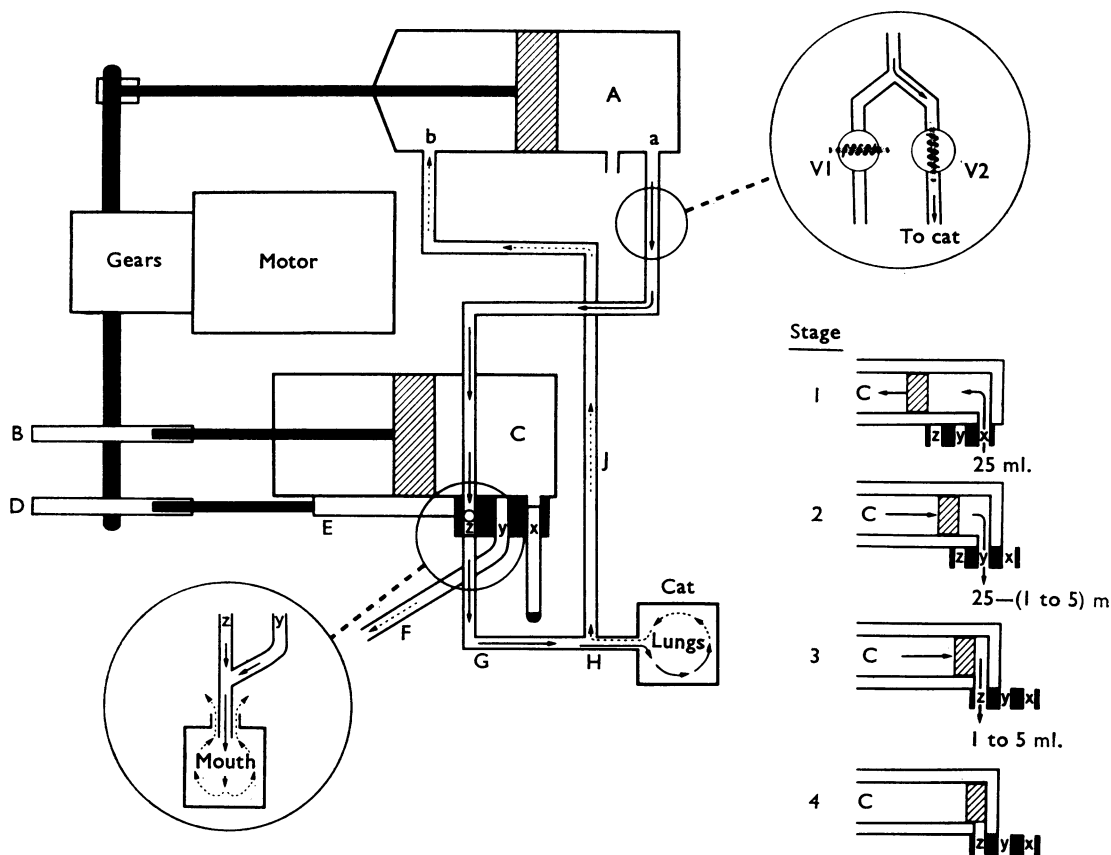 A
b
a
V1
V2
To cat
Gears
Motor
Stage
B
C
J
D
E
z
y
x
1
C
z y x
25 ml.
2
C
z y x
25—(1 to 5) m
F
Cat
Lungs
G
H
3
C
z y x
1 to 5 ml.
z
y
Mouth
4
C
z y x